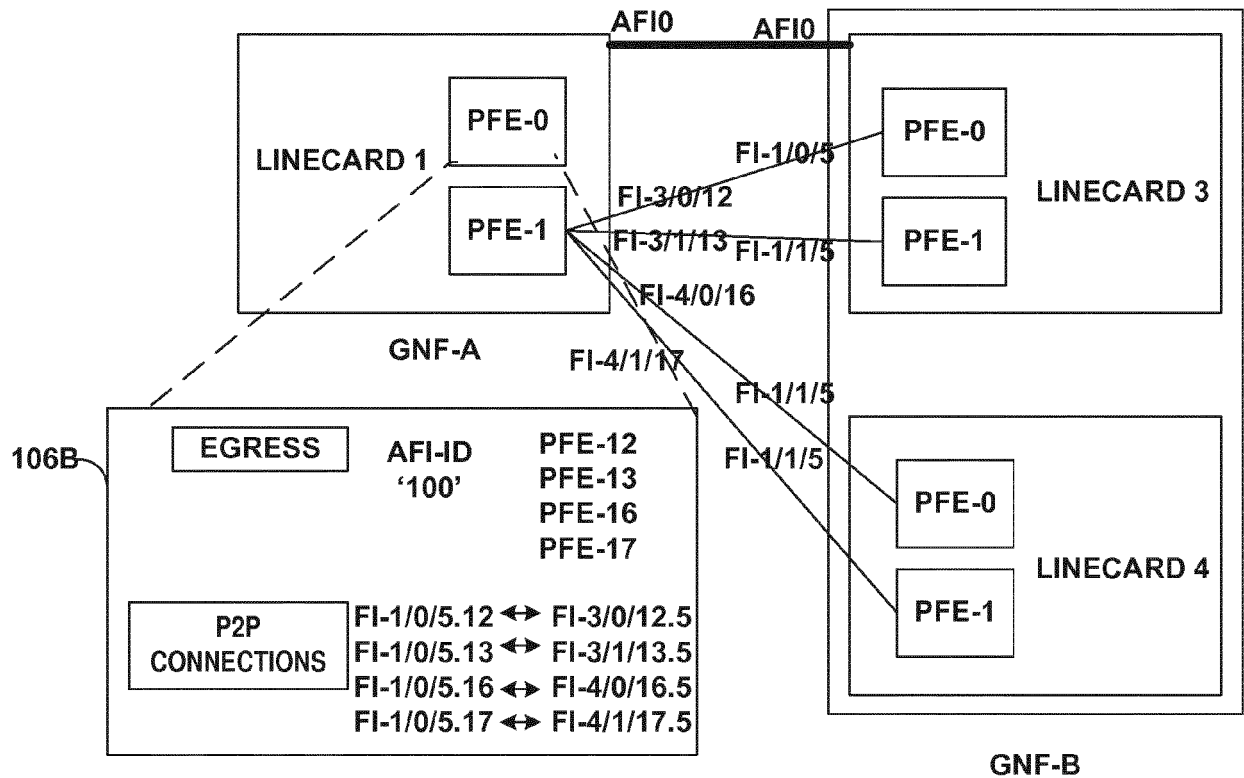 AFI0
AFI0
PFE-0
LINECARD 1
PFE-1
GNF-A
PFE-0
LINECARD 3
PFE-1
FI-1/0/5
FI-3/0/12
FI-3/1/13
FI-1/1/5
FI-4/0/16
FI-4/1/17
FI-1/1/5
FI-1/1/5
PFE-0
LINECARD 4
PFE-1
GNF-B
106B
EGRESS
AFI-ID
‘100’
PFE-12
PFE-13
PFE-16
PFE-17
P2P
CONNECTIONS
FI-1/0/5.12 ↔ FI-3/0/12.5
FI-1/0/5.13 ↔ FI-3/1/13.5
FI-1/0/5.16 ↔ FI-4/0/16.5
FI-1/0/5.17 ↔ FI-4/1/17.5